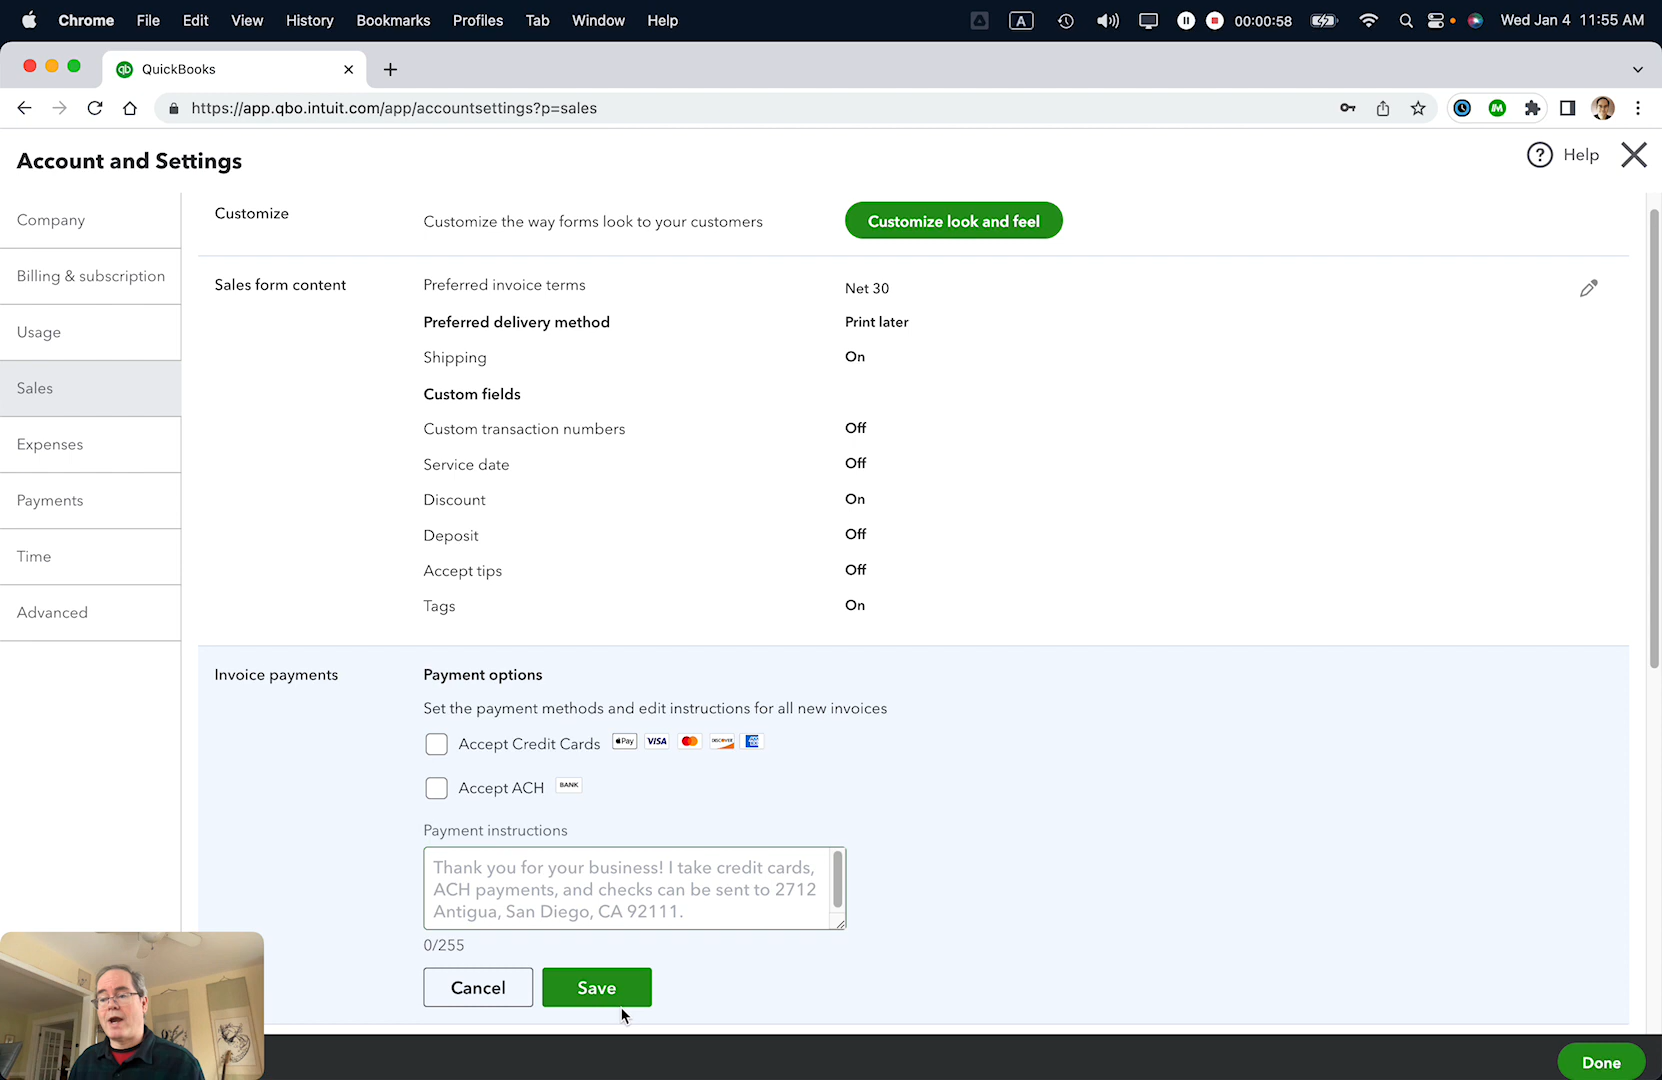 Chrome File Edit View History Bookmarks Profiles Tab Window Help A 00:00:58 Wed Jan 4 11:55 AM
qb QuickBooks
https://app.qbo.intuit.com/app/accountsettings?p=sales
Account and Settings
? Help
Company
Billing & subscription
Usage
Sales
Expenses
Payments
Time
Advanced
Customize Customize the way forms look to your customers Customize look and feel
Sales form content Preferred invoice terms Net 30
Preferred delivery method Print later
Shipping On
Custom fields
Custom transaction numbers Off
Service date Off
Discount On
Deposit Off
Accept tips Off
Tags On
Invoice payments Payment options
Set the payment methods and edit instructions for all new invoices
Accept Credit Cards Pay VISA DISCOVER
Accept ACH BANK
Payment instructions
Thank you for your business! I take credit cards,
ACH payments, and checks can be sent to 2712
Antigua, San Diego, CA 92111.
0/255
Cancel Save
Done